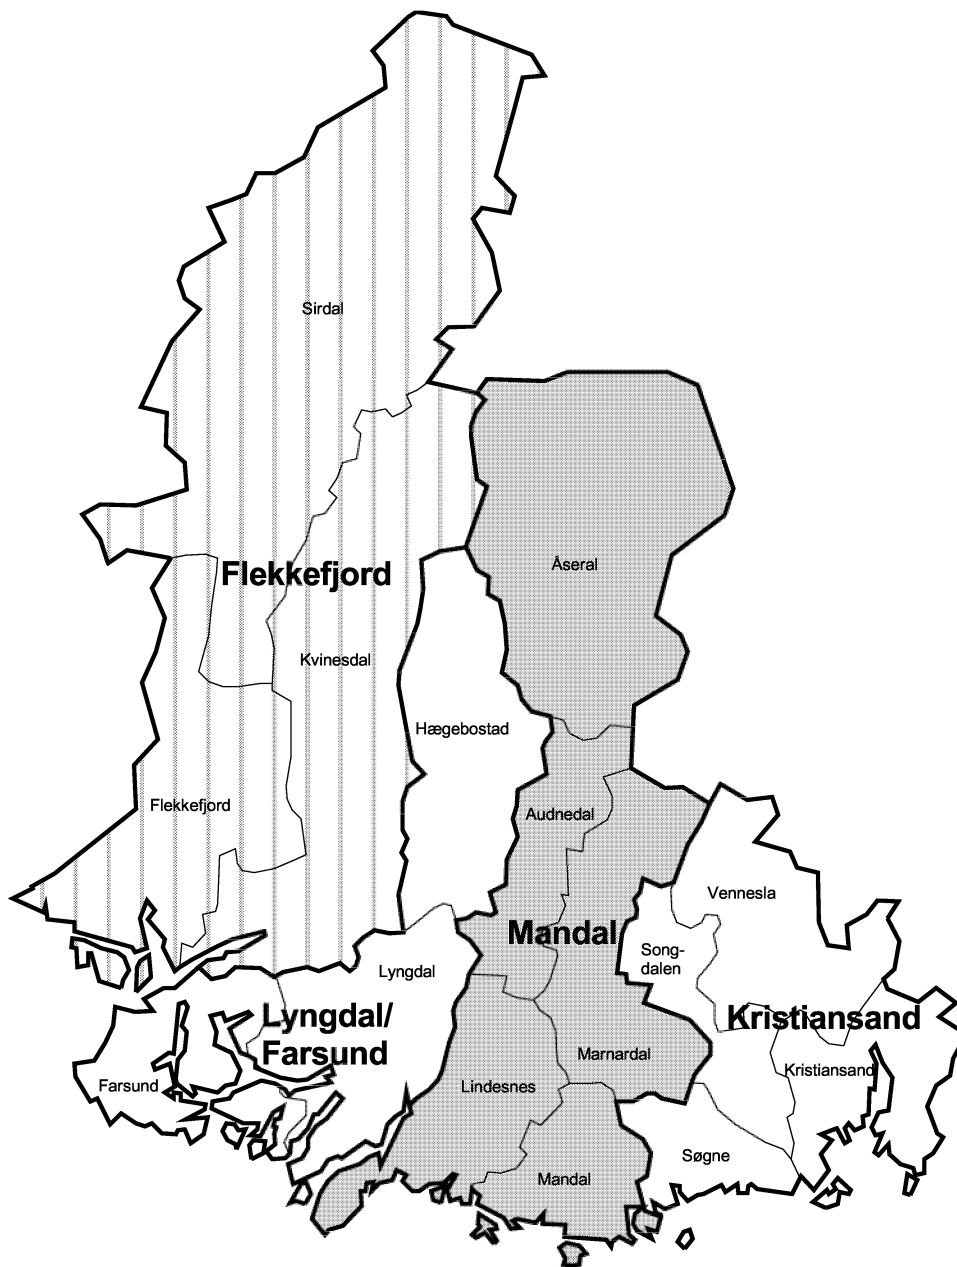 Sirdal
Åseral
Flekkefjord
Kvinesdal
Hægebostad
Flekkefjord
Audnedal
Vennesla
Mandal
Song-
dalen
Lyngdal
Lyngdal/
Farsund
Kristiansand
Marnardal
Kristiansand
Farsund
Lindesnes
Søgne
Mandal